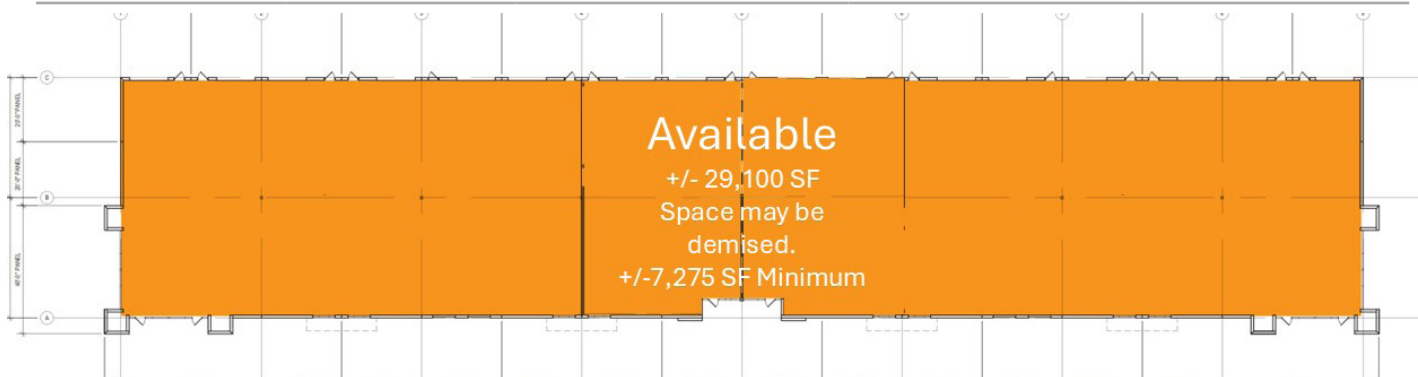 C
B
A
Available
+/- 29,100 SF
Space may be
demised.
+/-7,275 SF Minimum